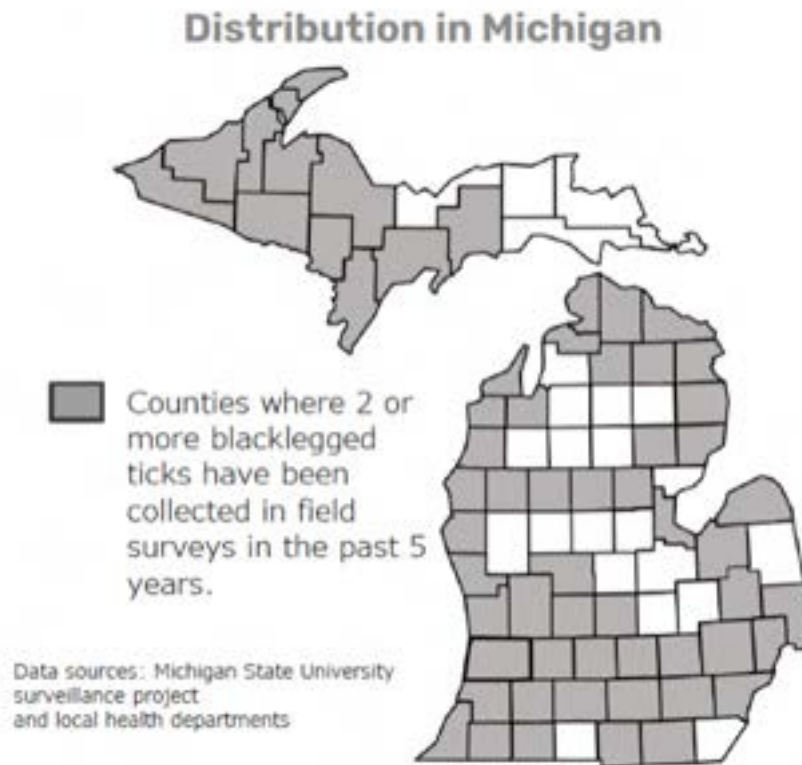 Distribution in Michigan
Counties where 2 or
more blacklegged
ticks have been
collected in field
surveys in the past 5
years.
Data sources: Michigan State University
surveillance project
and local health departments